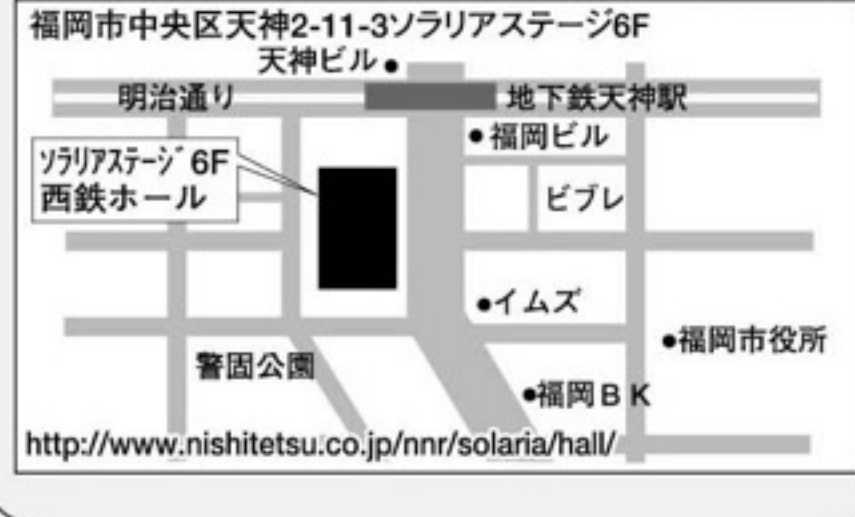 福岡市中央区天神2-11-3ソラリアステージ6F
天神ビル
明治通り
地下鉄天神駅
福岡ビル
ｿﾗﾘｱｽﾃｰｼﾞ 6F
西鉄ホール
ビブレ
イムズ
福岡市役所
警固公園
福岡ＢＫ
http://www.nishitetsu.co.jp/nnr/solaria/hall/